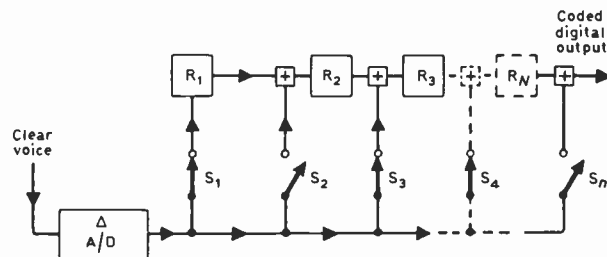 Coded
digital
output
R1
+
R2
+
R3
+
RN
+
Clear
voice
S1
S2
S3
S4
Sn
Δ
A/D